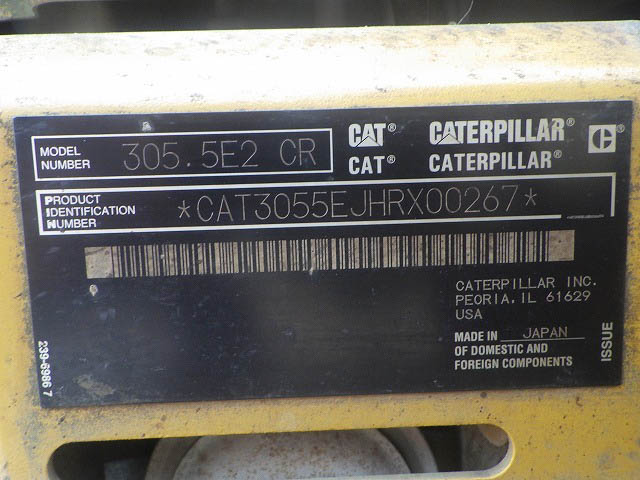 MODEL NUMBER 305.5E2 CR
CAT® CATERPILLAR®
CAT® CATERPILLAR®
PRODUCT IDENTIFICATION NUMBER *CAT3055EJHRX00267*
CATERPILLAR INC.
PEORIA, IL 61629
USA
MADE IN JAPAN
OF DOMESTIC AND
FOREIGN COMPONENTS
ISSUE
239-6986 7